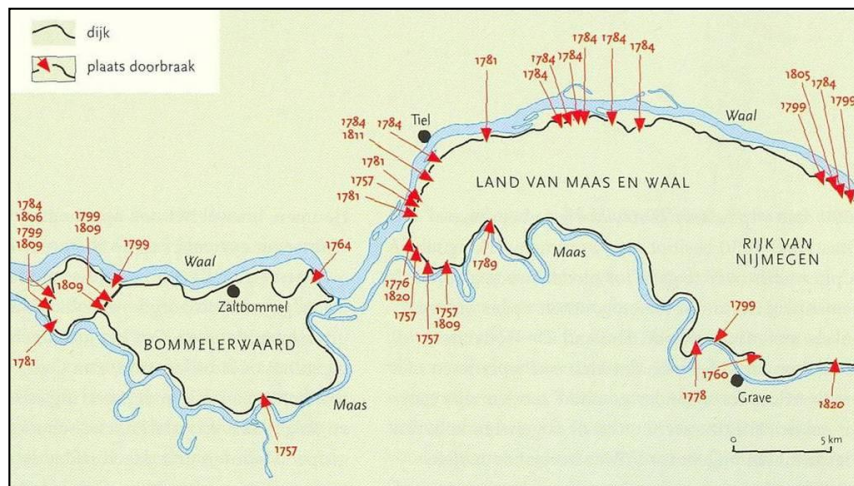 dijk
plaats doorbraak
1784
1784
1784
1784
1784
1781
1784
1811
1784
Tiel
1781
1757
1781
Waal
1805
1784
1799
1799
LAND VAN MAAS EN WAAL
RIJK VAN
NIJMEGEN
1784
1806
1799
1809
1799
1809
1799
Waal
1764
1776
1820
1757
1757
1809
1789
Maas
1809
Zaltbommel
BOMMELERWAARD
1781
Maas
1757
1799
1778
1760
Grave
1820
0
5 km